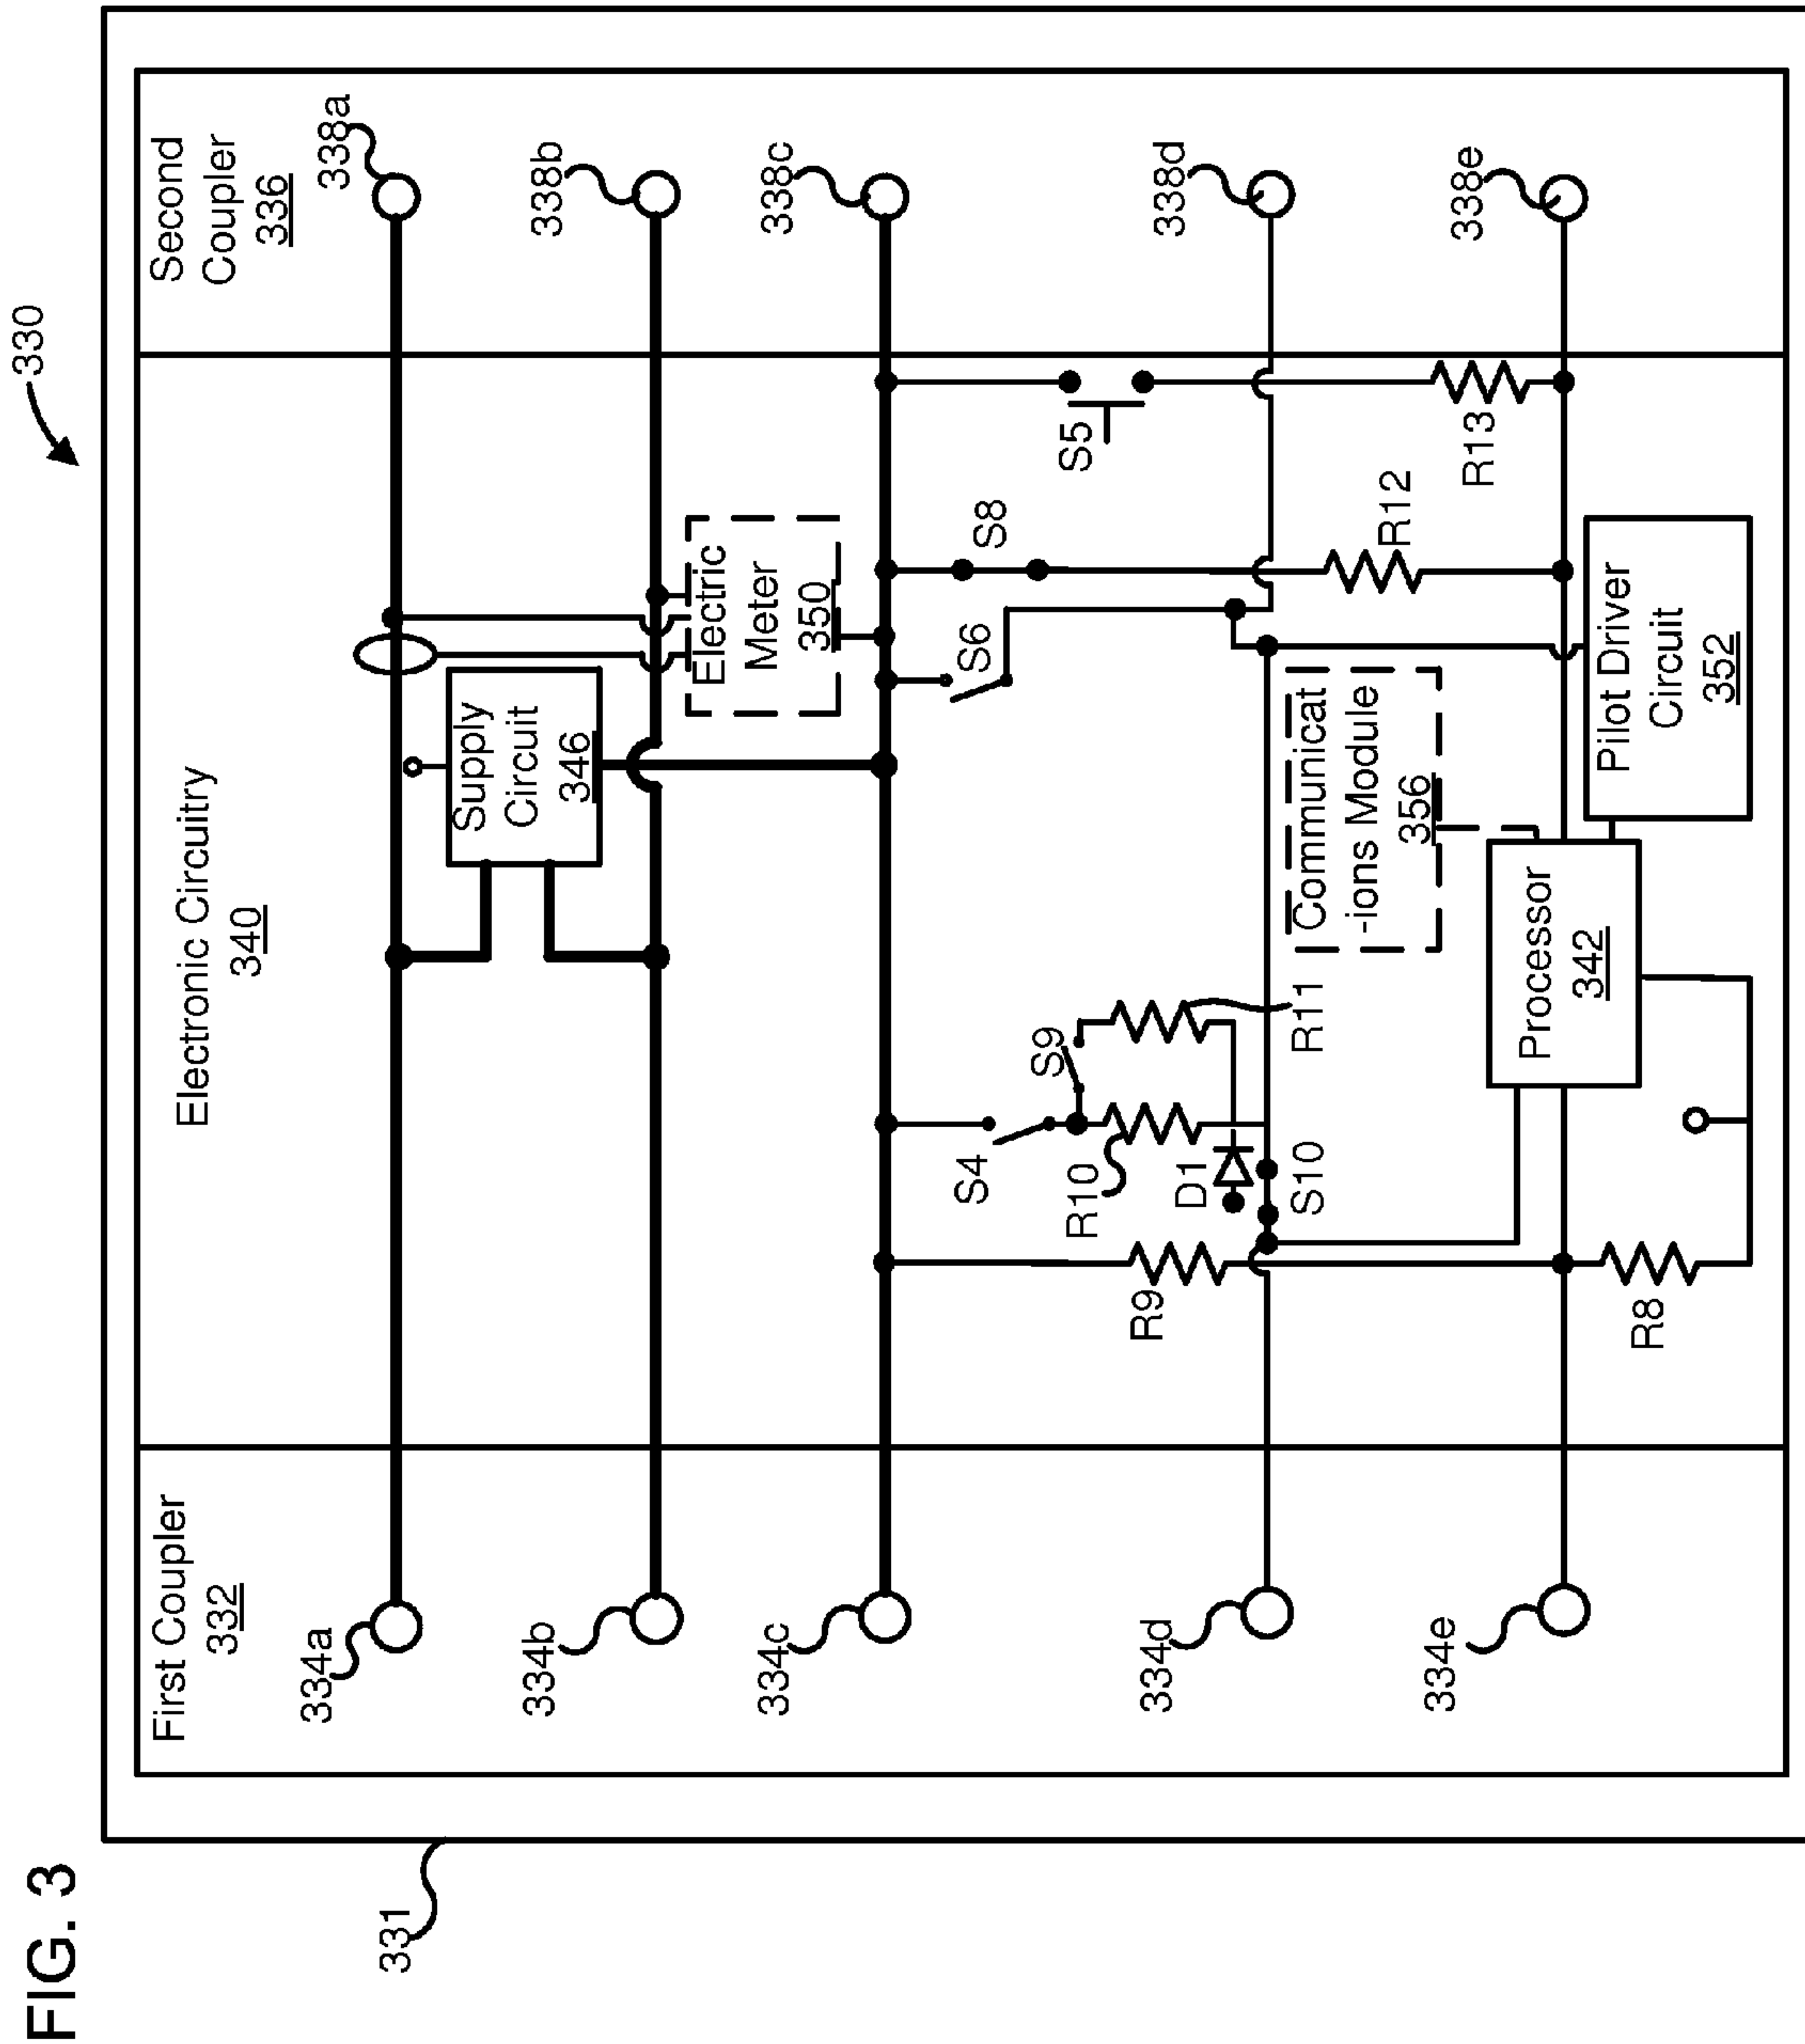 FIG. 3
330
331
First Coupler
332
Electronic Circuitry
340
Second
Coupler
336
334a
338a
334b
338b
334c
338c
334d
338d
334e
338e
Supply
Circuit
346
Electric
Meter
350
S4
S9
S6
S8
S5
R9
R10
D1
S10
R11
R12
R13
Communicat
-ions Module
356
Processor
342
Pilot Driver
Circuit
352
R8